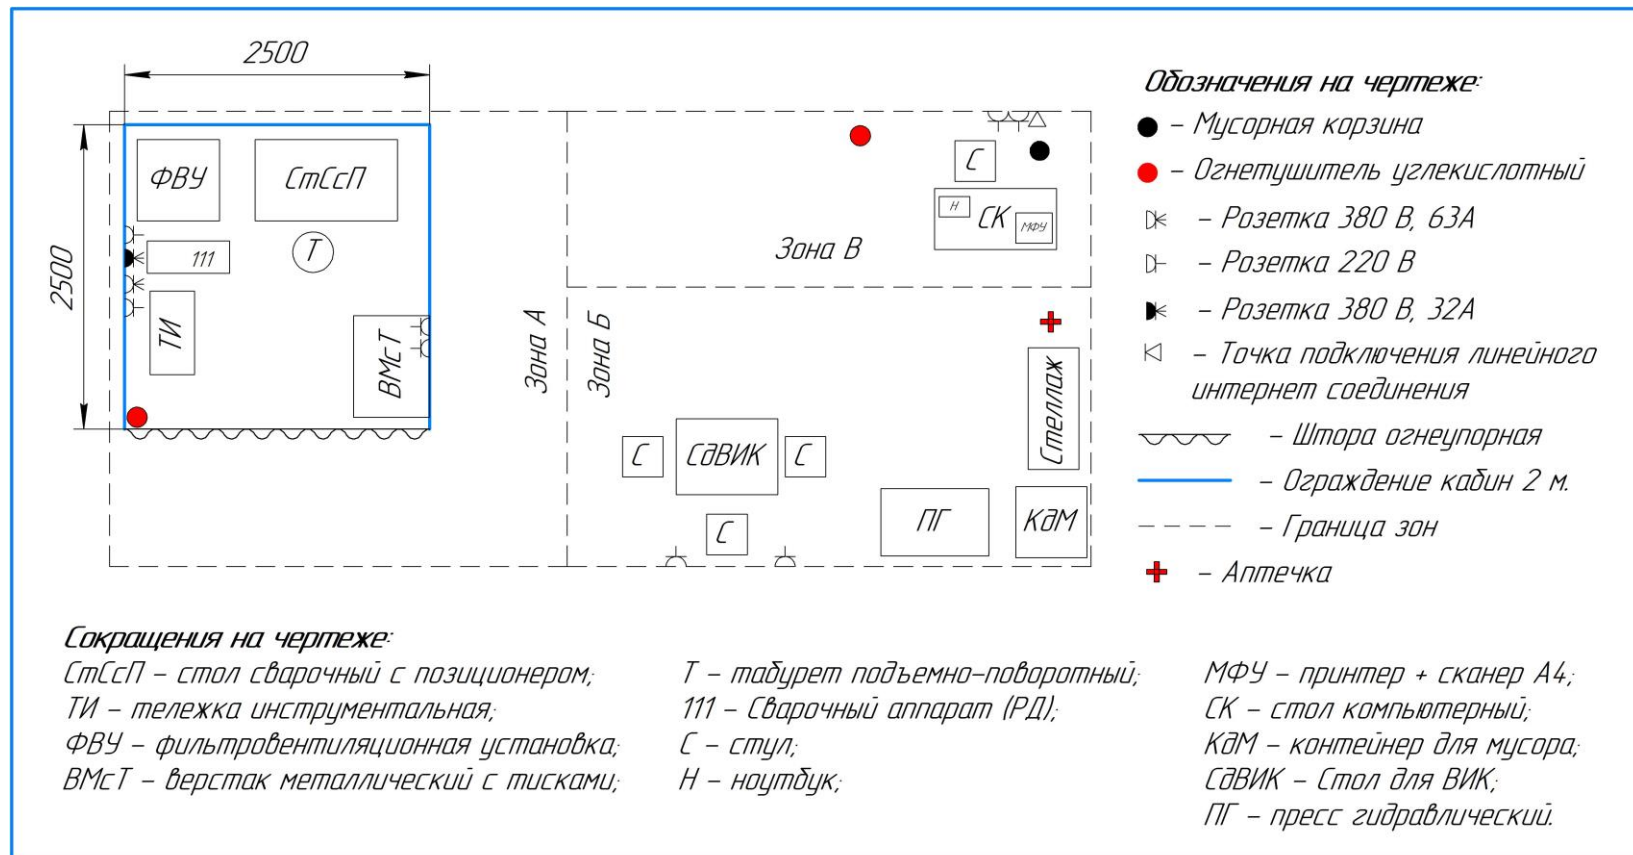 2500
2500
ФВУ
СтСсП
111
Т
ТИ
ВМсТ
Зона А
Зона Б
Зона В
С
Н
СК
МФУ
Стеллаж
С
СдВИК
С
С
ПГ
КдМ
Обозначения на чертеже:
– Мусорная корзина
– Огнетушитель углекислотный
– Розетка 380 В, 63А
– Розетка 220 В
– Розетка 380 В, 32А
– Точка подключения линейного
интернет соединения
– Штора огнеупорная
– Ограждение кабин 2 м.
– Граница зон
– Аптечка
Сокращения на чертеже:
СтСсП – стол сварочный с позиционером;
ТИ – тележка инструментальная;
ФВУ – фильтровентиляционная установка;
ВМсТ – верстак металлический с тисками;
Т – табурет подъемно-поворотный;
111 – Сварочный аппарат (РД);
С – стул;
Н – ноутбук;
МФУ – принтер + сканер А4;
СК – стол компьютерный;
КдМ – контейнер для мусора;
СдВИК – Стол для ВИК;
ПГ – пресс гидравлический.